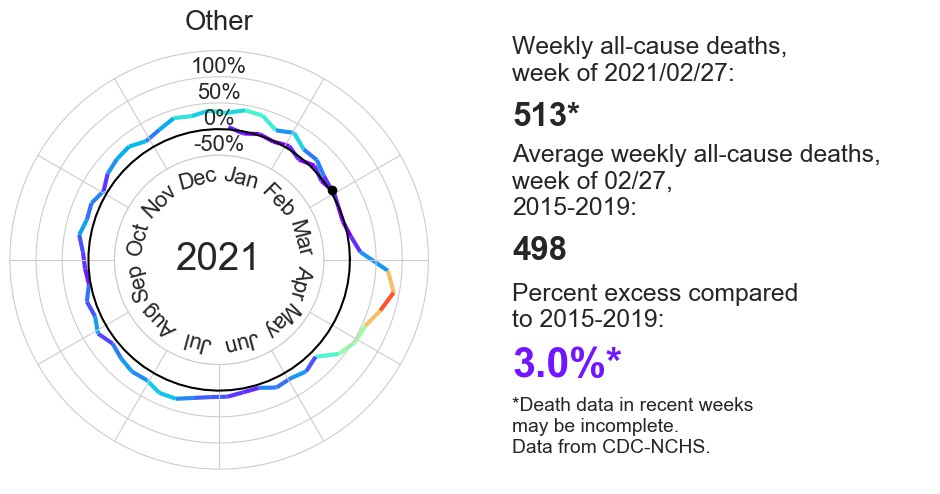 Other
100%
50%
0%
-50%
Jan
Feb
Mar
Apr
May
Jun
Jul
Aug
Sep
Oct
Nov
Dec
2021
Weekly all-cause deaths,
week of 2021/02/27:
513*
Average weekly all-cause deaths,
week of 02/27,
2015-2019:
498
Percent excess compared
to 2015-2019:
3.0%*
*Death data in recent weeks
may be incomplete.
Data from CDC-NCHS.